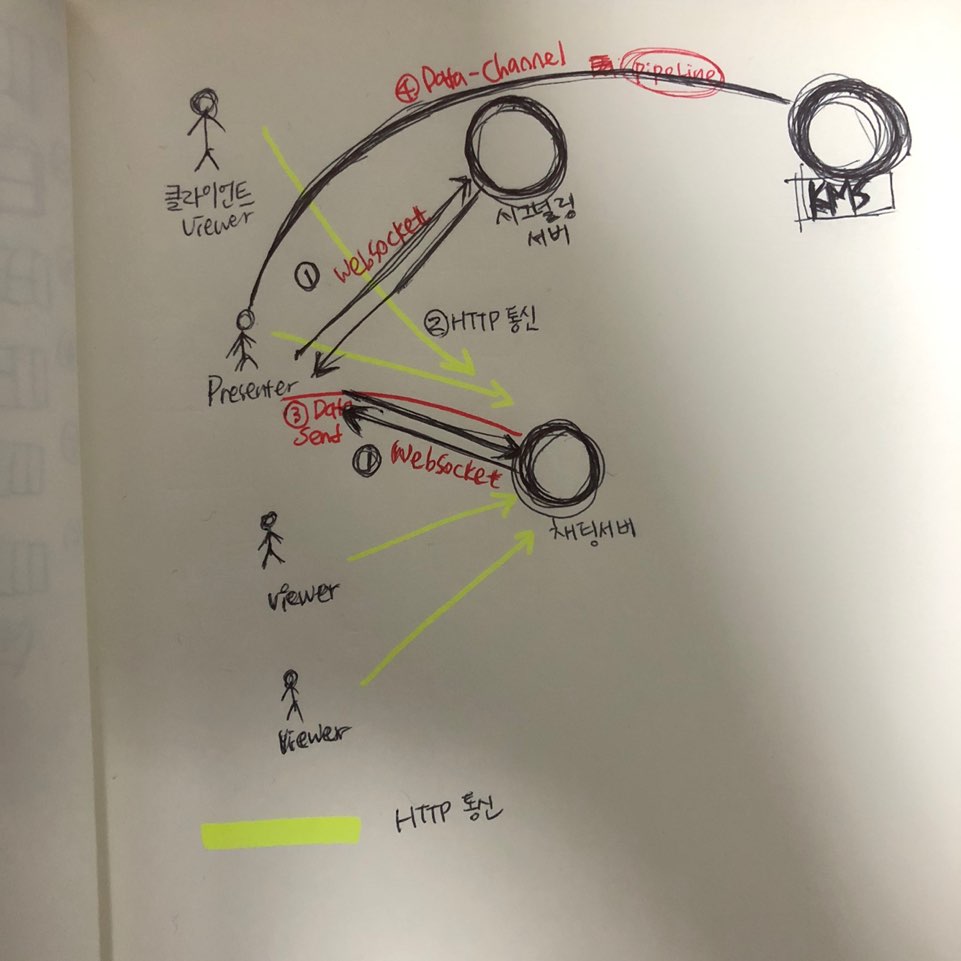 ④ Data-Channel
pipeline
클라이언트
Viewer
시그널링
서버
KMS
① Websocket
② HTTP 통신
Presenter
③ Data
Send
① Websocket
채팅서버
Viewer
Viewer
HTTP 통신